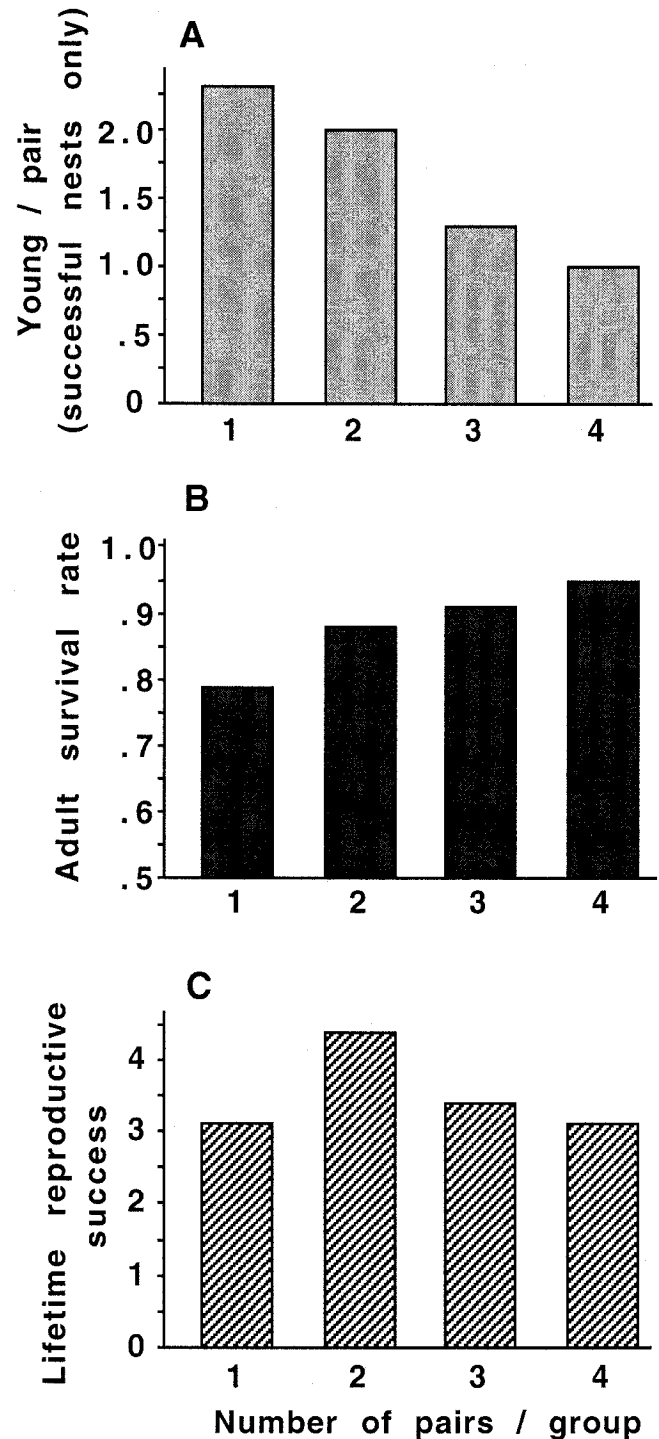 A
Young / pair
(successful nests only)
2.0
1.5
1.0
.5
0
1 2 3 4
B
Adult survival rate
1.0
.9
.8
.7
.6
.5
1 2 3 4
C
Lifetime reproductive
success
4
3
2
1
0
1 2 3 4
Number of pairs / group